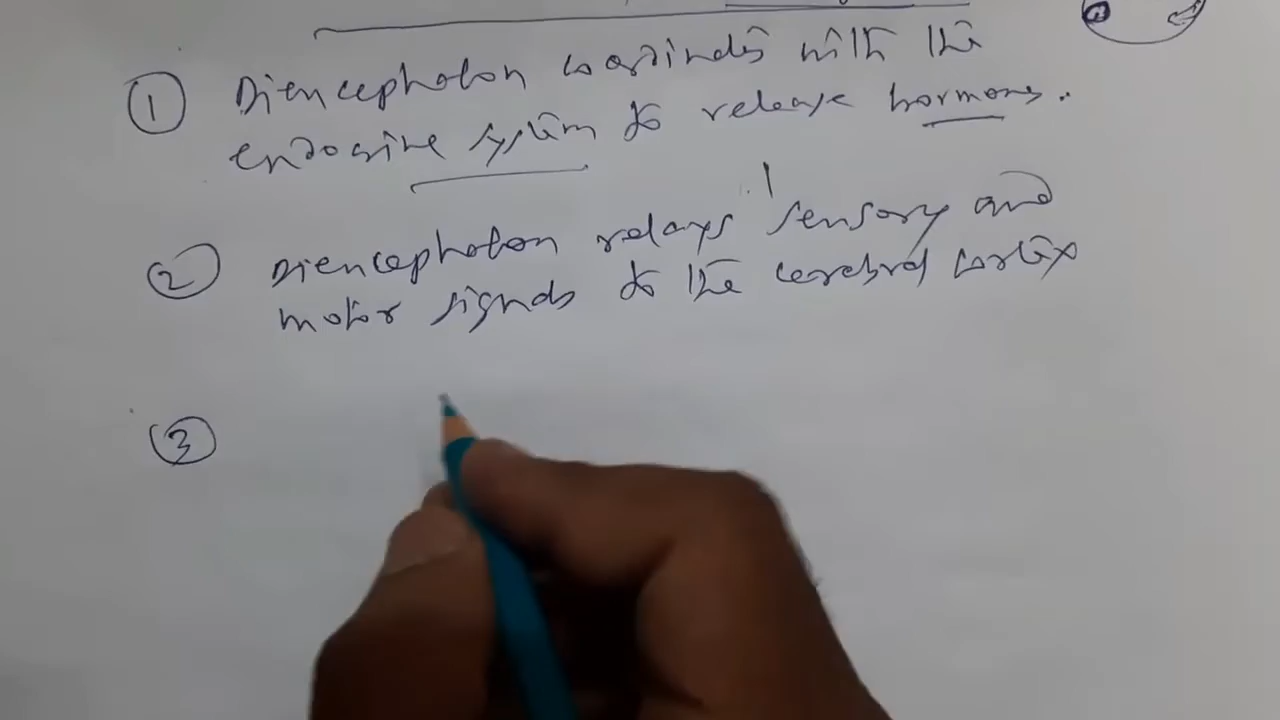 ① Diencephalon coordinates with the
endocrine system to release hormones.
② Diencephalon relays sensory and
motor signals to the cerebral cortex
③